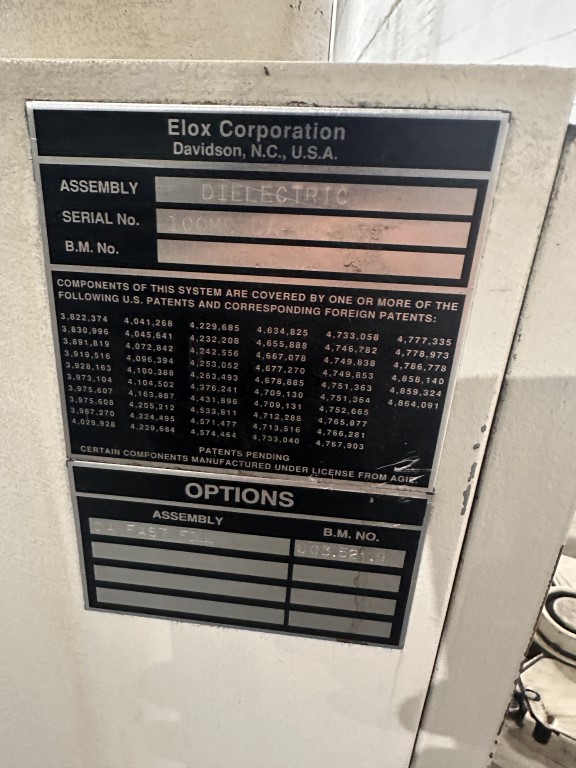 Elox Corporation
Davidson, N.C., U.S.A.
ASSEMBLY DIELECTRIC
SERIAL No.
B.M. No.
COMPONENTS OF THIS SYSTEM ARE COVERED BY ONE OR MORE OF THE
FOLLOWING U.S. PATENTS AND CORRESPONDING FOREIGN PATENTS:
3,822,374 4,041,268 4,229,685 4,634,825 4,733,058 4,777,335
3,830,996 4,045,641 4,232,208 4,655,888 4,746,782 4,778,973
3,891,819 4,072,842 4,242,556 4,667,078 4,749,838 4,786,778
3,919,516 4,096,394 4,253,052 4,677,270 4,749,853 4,858,140
3,928,163 4,100,388 4,263,493 4,678,885 4,751,363 4,859,324
3,973,104 4,104,502 4,376,241 4,709,130 4,751,364 4,864,091
3,975,607 4,163,887 4,431,896 4,709,131 4,752,665
3,975,608 4,205,212 4,533,811 4,712,288 4,765,877
3,987,270 4,224,495 4,571,477 4,713,516 4,766,281
4,029,928 4,229,684 4,574,464 4,733,040 4,767,903
PATENTS PENDING
CERTAIN COMPONENTS MANUFACTURED UNDER LICENSE FROM AGIE
OPTIONS
ASSEMBLY B.M. NO.
FAST FILL